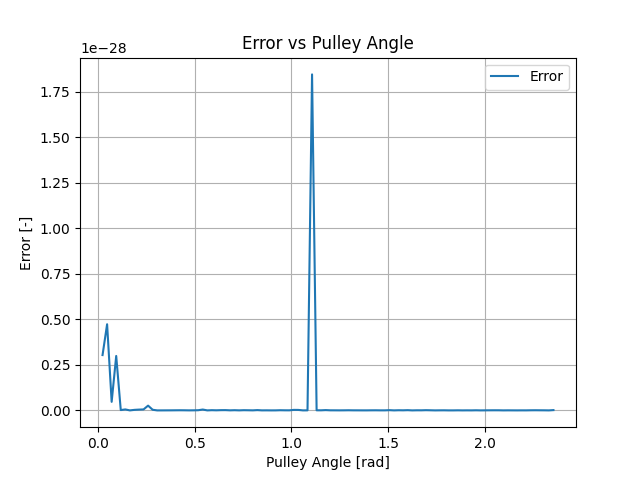 Error vs Pulley Angle
1e−28
Error
1.75
1.50
1.25
1.00
0.75
0.50
0.25
0.00
Error [-]
0.0 0.5 1.0 1.5 2.0
Pulley Angle [rad]